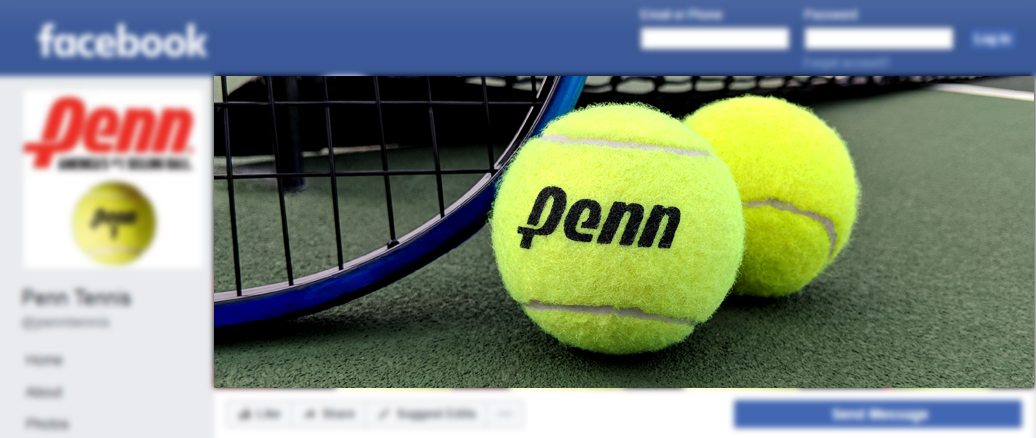 facebook
Email or Phone
Password
Log In
Forgot account?
Penn
AMERICA'S #1 SELLING BALL
Penn
Penn Tennis
@penntennis
Home
About
Photos
Penn
Like
Share
Suggest Edits
Send Message